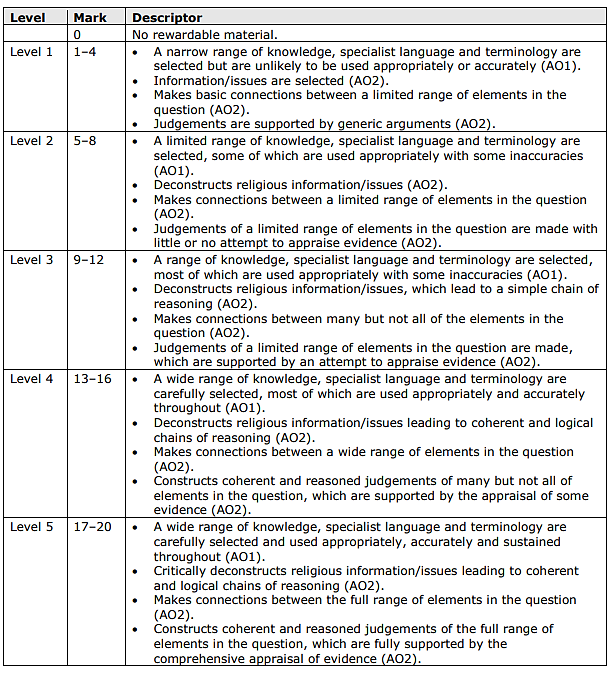 Level Mark Descriptor
0 No rewardable material.
Level 1 1–4 • A narrow range of knowledge, specialist language and terminology are
selected but are unlikely to be used appropriately or accurately (AO1).
• Information/issues are selected (AO2).
• Makes basic connections between a limited range of elements in the
question (AO2).
• Judgements are supported by generic arguments (AO2).
Level 2 5–8 • A limited range of knowledge, specialist language and terminology are
selected, some of which are used appropriately with some inaccuracies
(AO1).
• Deconstructs religious information/issues (AO2).
• Makes connections between a limited range of elements in the question
(AO2).
• Judgements of a limited range of elements in the question are made with
little or no attempt to appraise evidence (AO2).
Level 3 9–12 • A range of knowledge, specialist language and terminology are selected,
most of which are used appropriately with some inaccuracies (AO1).
• Deconstructs religious information/issues, which lead to a simple chain of
reasoning (AO2).
• Makes connections between many but not all of the elements in the
question (AO2).
• Judgements of a limited range of elements in the question are made,
which are supported by an attempt to appraise evidence (AO2).
Level 4 13–16 • A wide range of knowledge, specialist language and terminology are
carefully selected, most of which are used appropriately and accurately
throughout (AO1).
• Deconstructs religious information/issues leading to coherent and logical
chains of reasoning (AO2).
• Makes connections between a wide range of elements in the question
(AO2).
• Constructs coherent and reasoned judgements of many but not all of the
elements in the question, which are supported by the appraisal of some
evidence (AO2).
Level 5 17–20 • A wide range of knowledge, specialist language and terminology are
carefully selected and used appropriately, accurately and sustained
throughout (AO1).
• Critically deconstructs religious information/issues leading to coherent
and logical chains of reasoning (AO2).
• Makes connections between the full range of elements in the question
(AO2).
• Constructs coherent and reasoned judgements of the full range of
elements in the question, which are fully supported by the
comprehensive appraisal of evidence (AO2).